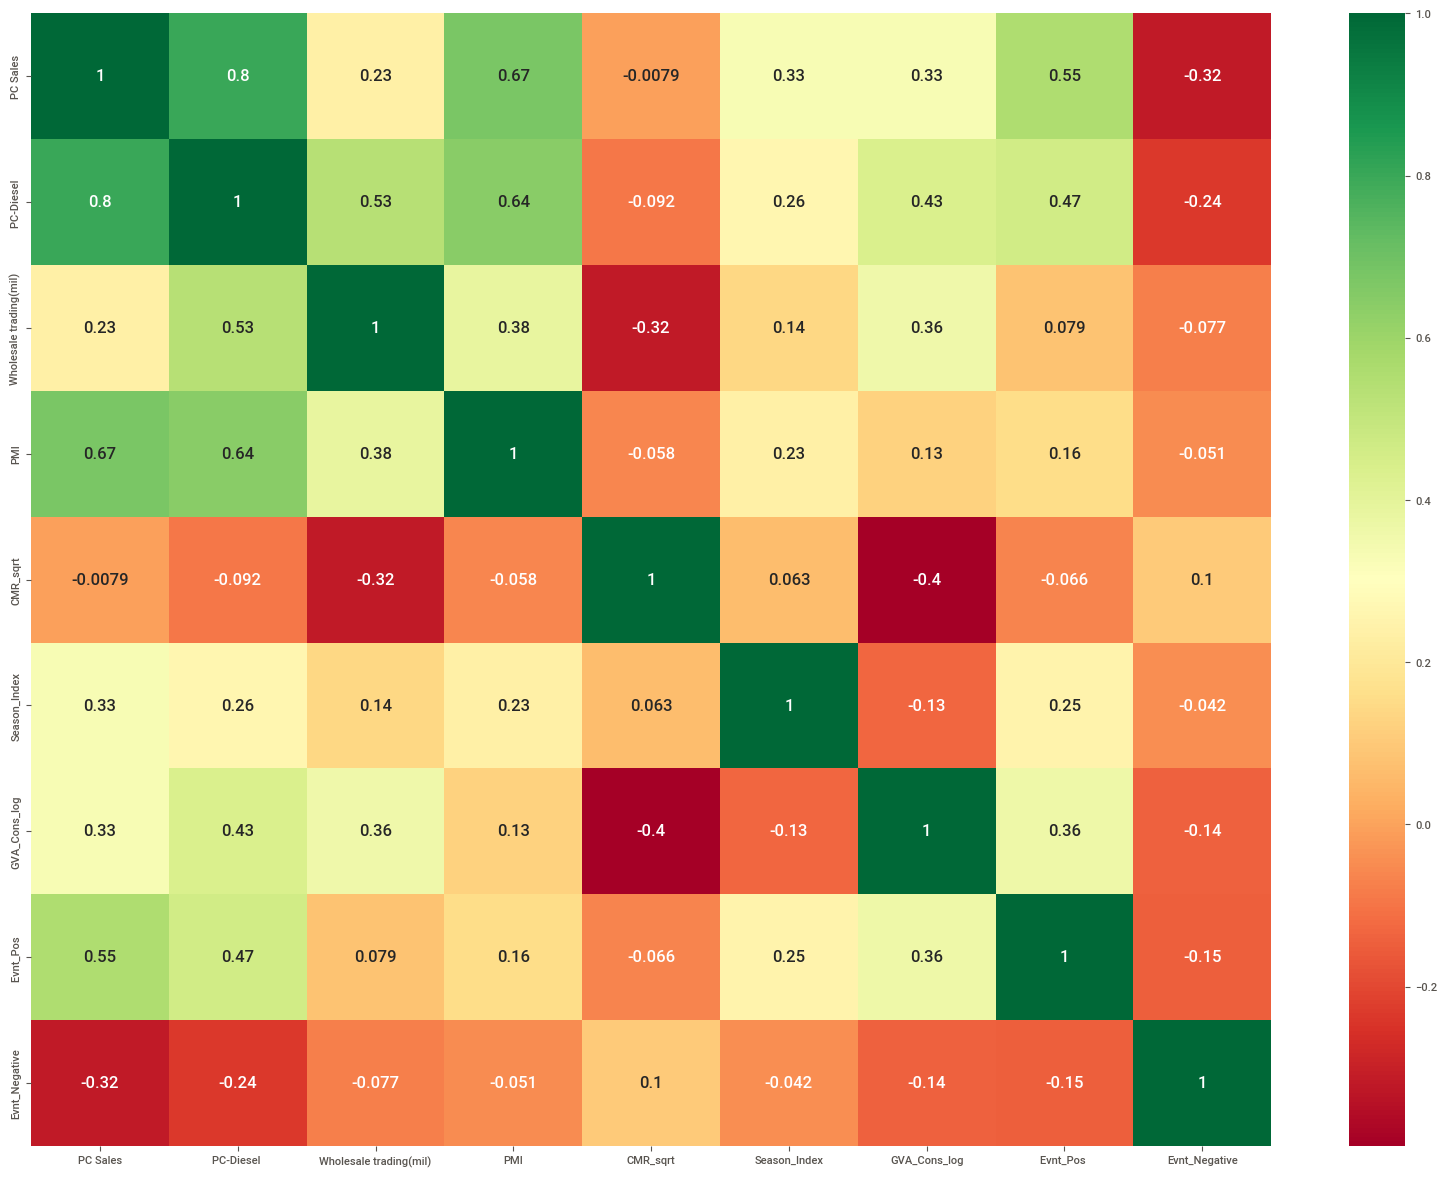 PC Sales 1 0.8 0.23 0.67 -0.0079 0.33 0.33 0.55 -0.32
PC-Diesel 0.8 1 0.53 0.64 -0.092 0.26 0.43 0.47 -0.24
Wholesale trading(mil) 0.23 0.53 1 0.38 -0.32 0.14 0.36 0.079 -0.077
PMI 0.67 0.64 0.38 1 -0.058 0.23 0.13 0.16 -0.051
CMR_sqrt -0.0079 -0.092 -0.32 -0.058 1 0.063 -0.4 -0.066 0.1
Season_Index 0.33 0.26 0.14 0.23 0.063 1 -0.13 0.25 -0.042
GVA_Cons_log 0.33 0.43 0.36 0.13 -0.4 -0.13 1 0.36 -0.14
Evnt_Pos 0.55 0.47 0.079 0.16 -0.066 0.25 0.36 1 -0.15
Evnt_Negative -0.32 -0.24 -0.077 -0.051 0.1 -0.042 -0.14 -0.15 1
PC Sales PC-Diesel Wholesale trading(mil) PMI CMR_sqrt Season_Index GVA_Cons_log Evnt_Pos Evnt_Negative
1.0
0.8
0.6
0.4
0.2
0.0
−0.2